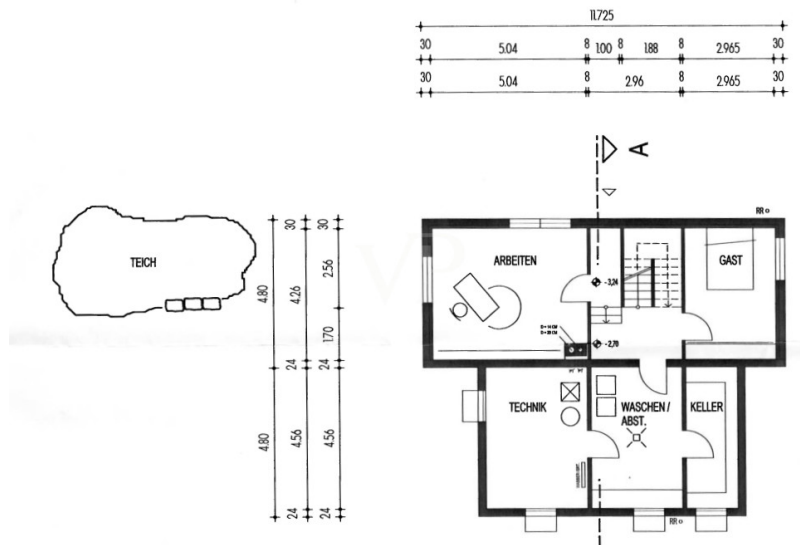 11.725
30 5.04 8 1.00 8 1.88 8 2.965 30
30 5.04 8 2.96 8 2.965 30
A
RR
TEICH
ARBEITEN
GAST
30 30
4.80 4.26 2.56
-3,24
1.70
-2,70
24 24 24
TECHNIK
WASCHEN /
ABST.
KELLER
4.80 4.56 4.56
24 24
RR